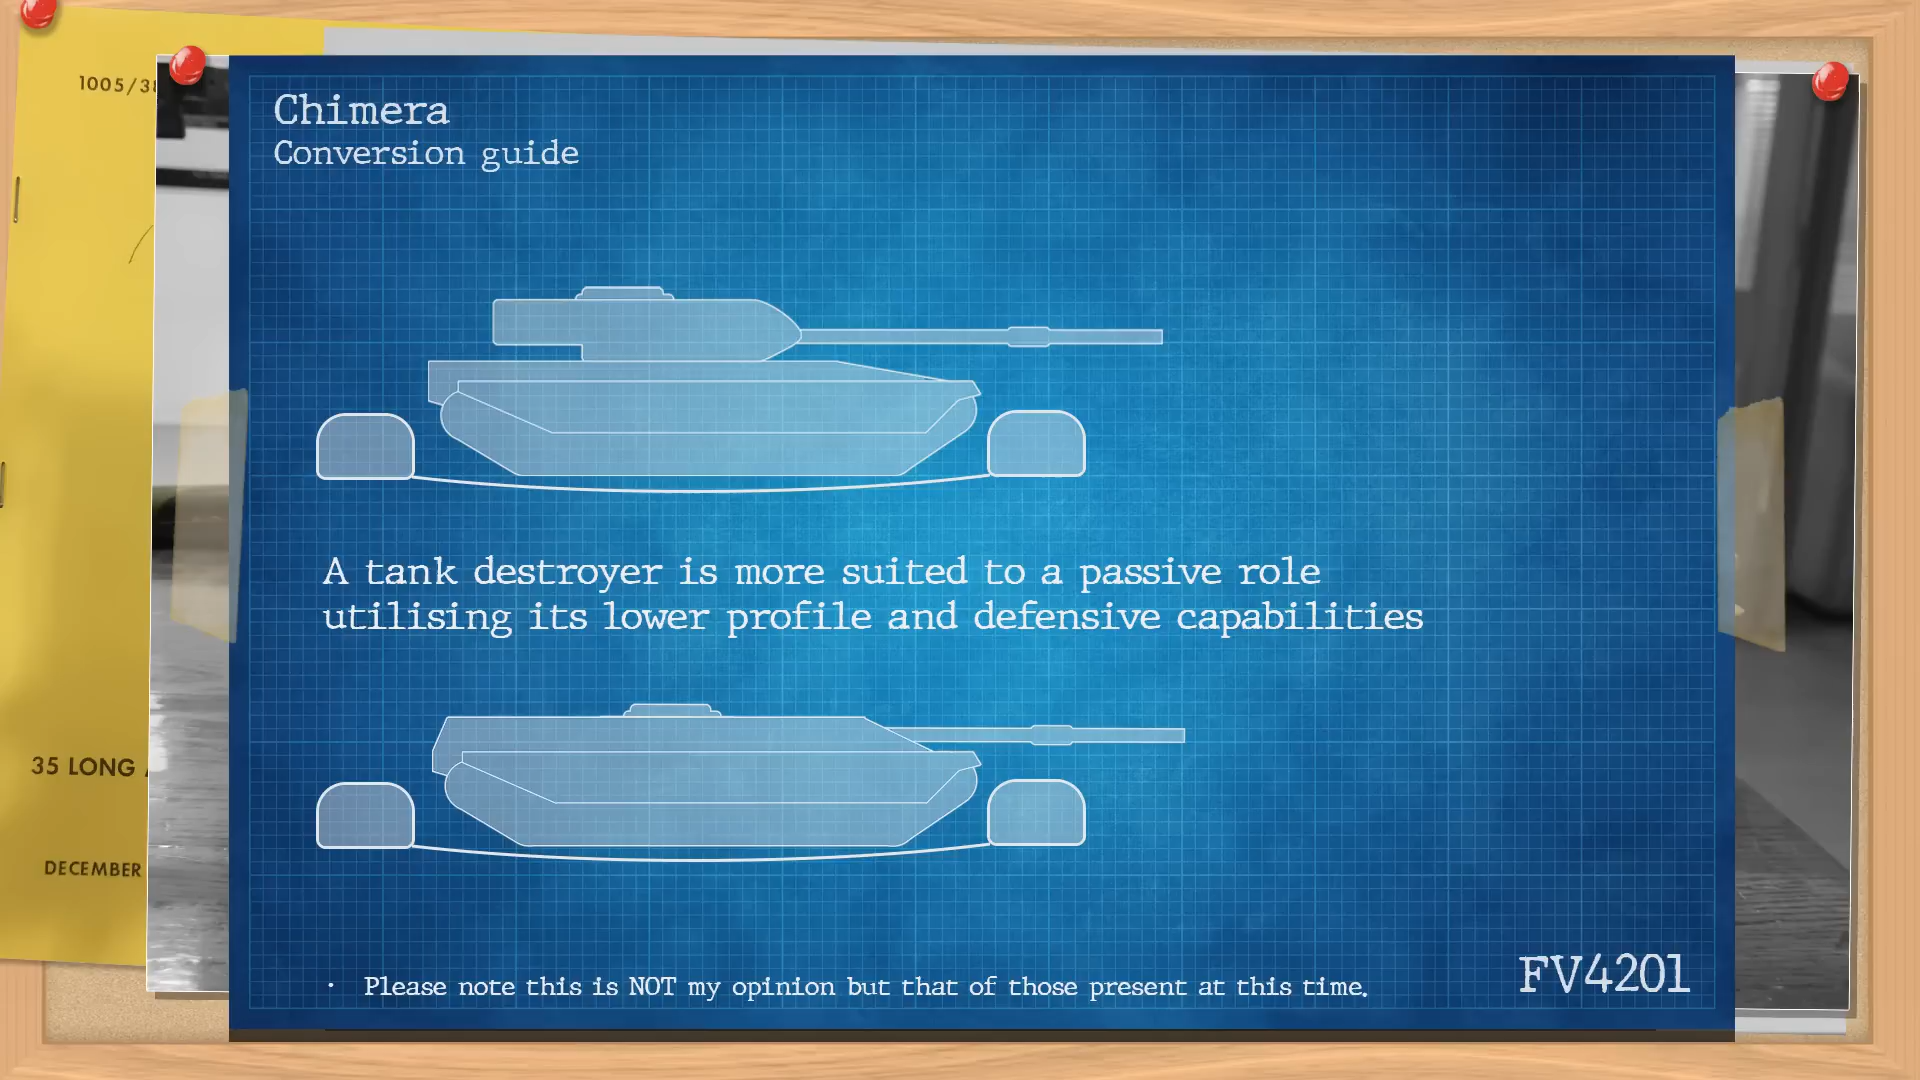 1005/38
Chimera
Conversion guide
A tank destroyer is more suited to a passive role
utilising its lower profile and defensive capabilities
35 LONG
DECEMBER
· Please note this is NOT my opinion but that of those present at this time.
FV4201